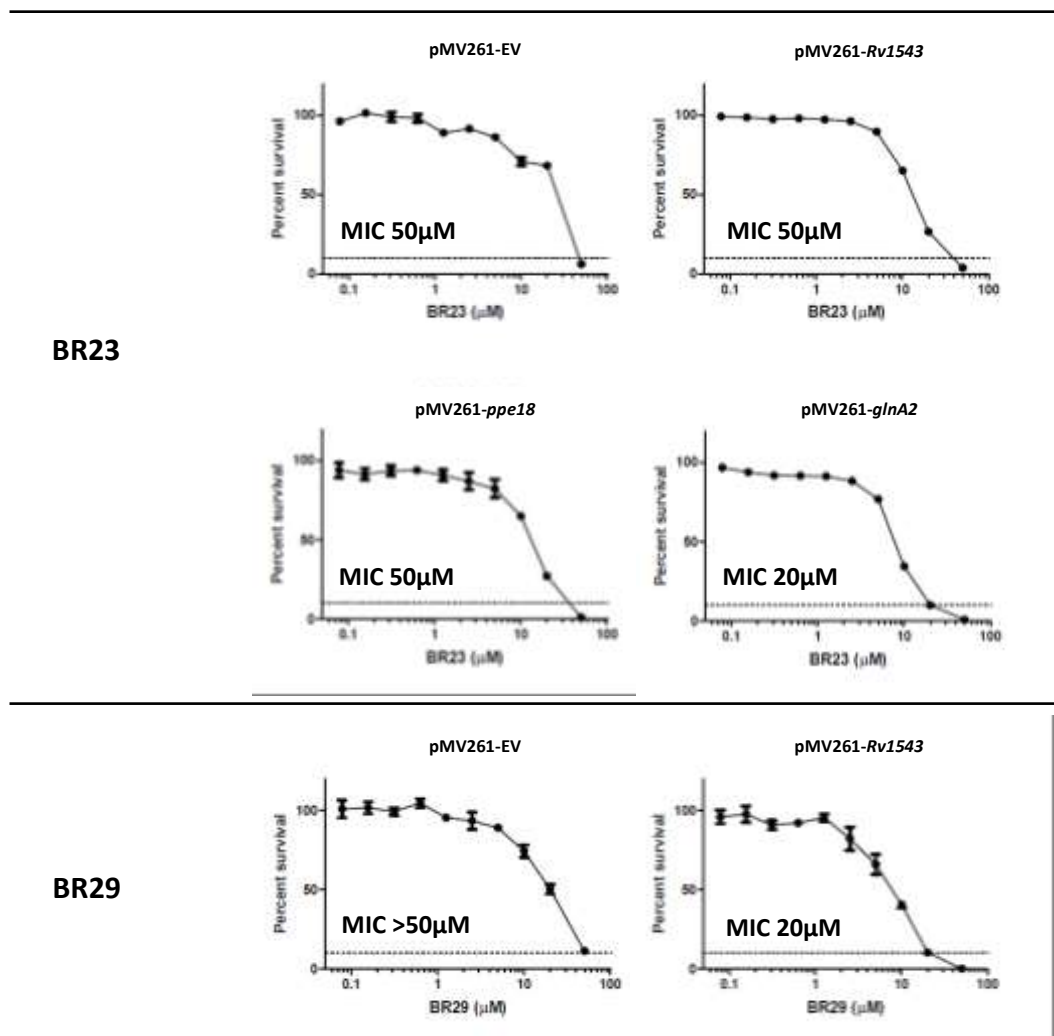 pMV261-EV
pMV261-Rv1543
Percent survival
100
50
0
MIC 50µM
0.1 1 10 100
BR23 (µM)
Percent survival
100
50
0
MIC 50µM
0.1 1 10 100
BR23 (µM)
BR23
pMV261-ppe18
pMV261-glnA2
Percent survival
100
50
0
MIC 50µM
0.1 1 10 100
BR23 (µM)
Percent survival
100
50
0
MIC 20µM
0.1 1 10 100
BR23 (µM)
pMV261-EV
pMV261-Rv1543
Percent survival
100
50
0
MIC >50µM
0.1 1 10 100
BR29 (µM)
Percent survival
100
50
0
MIC 20µM
0.1 1 10 100
BR29 (µM)
BR29